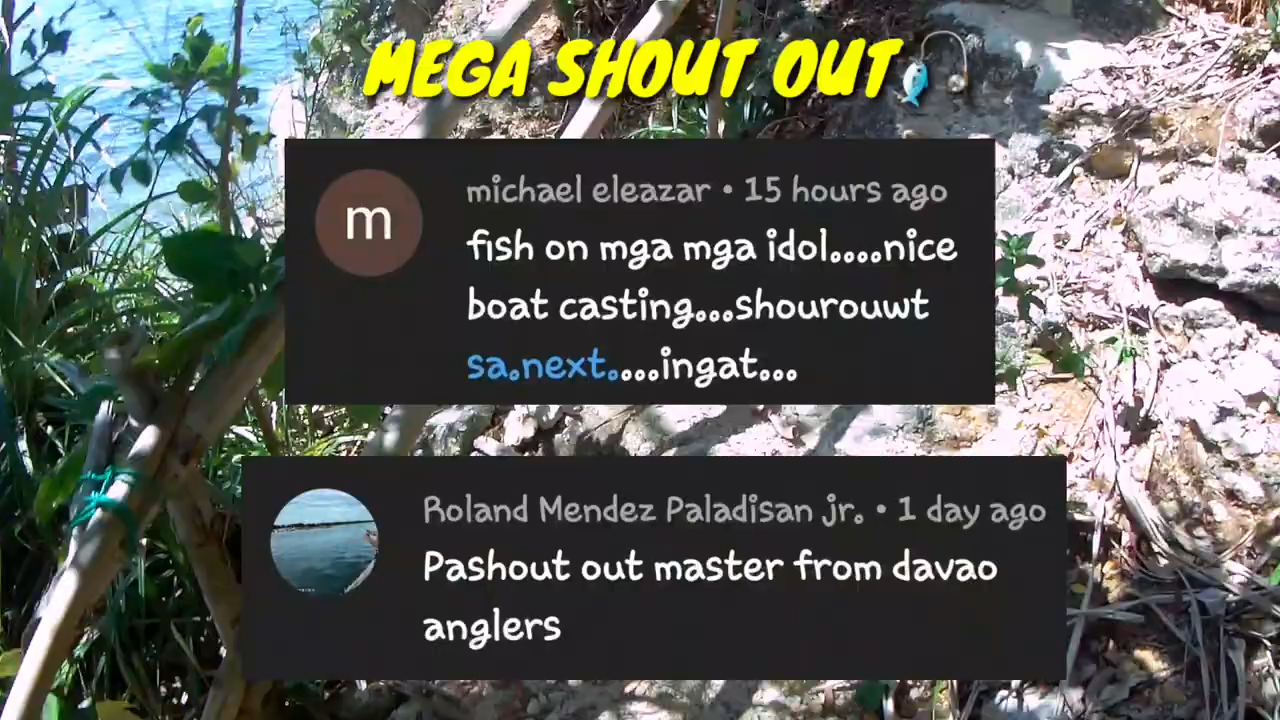 MEGA SHOUT OUT🎣
m
michael eleazar • 15 hours ago
fish on mga mga idol....nice
boat casting...shourouwt
sa.next....ingat...
Roland Mendez Paladisan jr. • 1 day ago
Pashout out master from davao
anglers